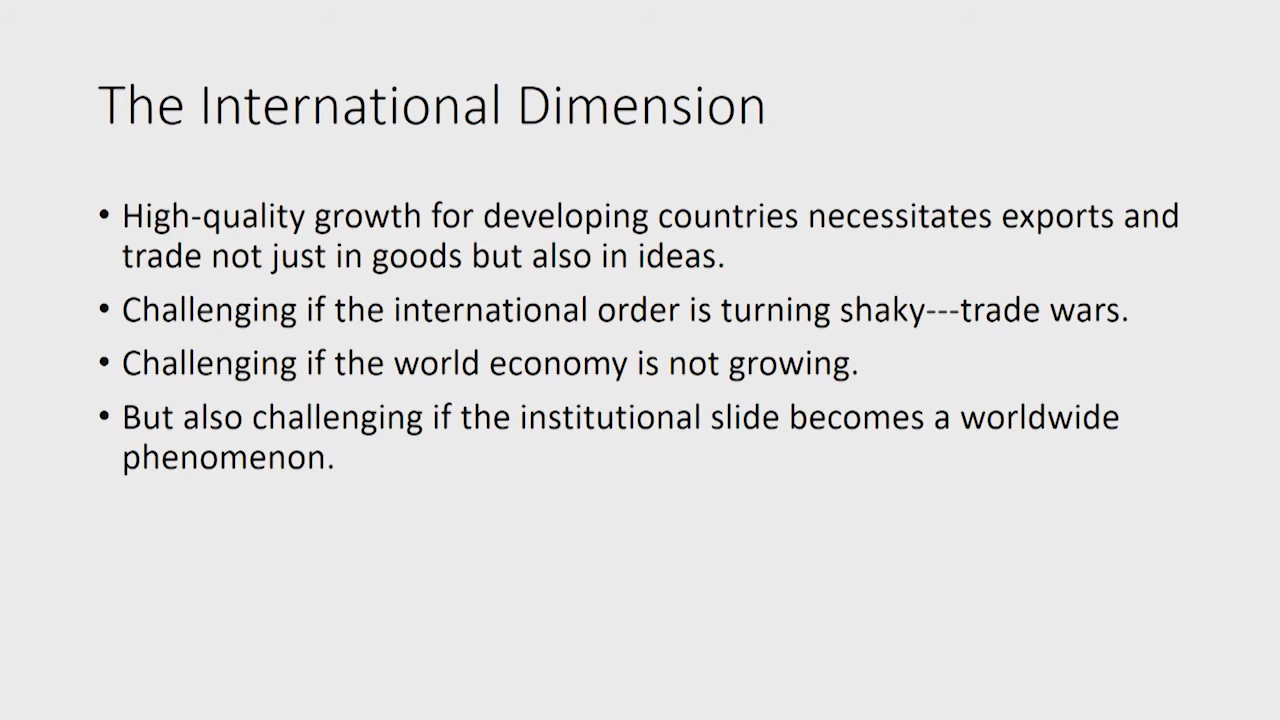 The International Dimension
• High-quality growth for developing countries necessitates exports and
trade not just in goods but also in ideas.
• Challenging if the international order is turning shaky---trade wars.
• Challenging if the world economy is not growing.
• But also challenging if the institutional slide becomes a worldwide
phenomenon.